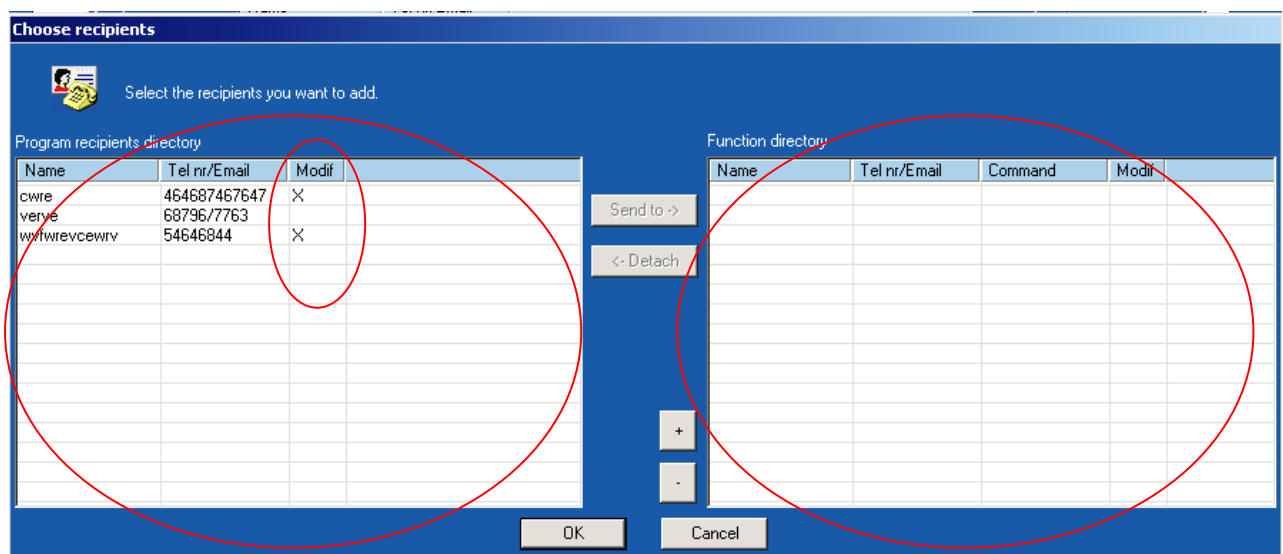 Choose recipients
Select the recipients you want to add.
Program recipients directory
Name Tel nr/Email Modif
cwre 464687467647 X
verve 68796/7763
wvfwrevcewrv 54646844 X
Send to ->
<- Detach
+
-
Function directory
Name Tel nr/Email Command Modif
OK Cancel